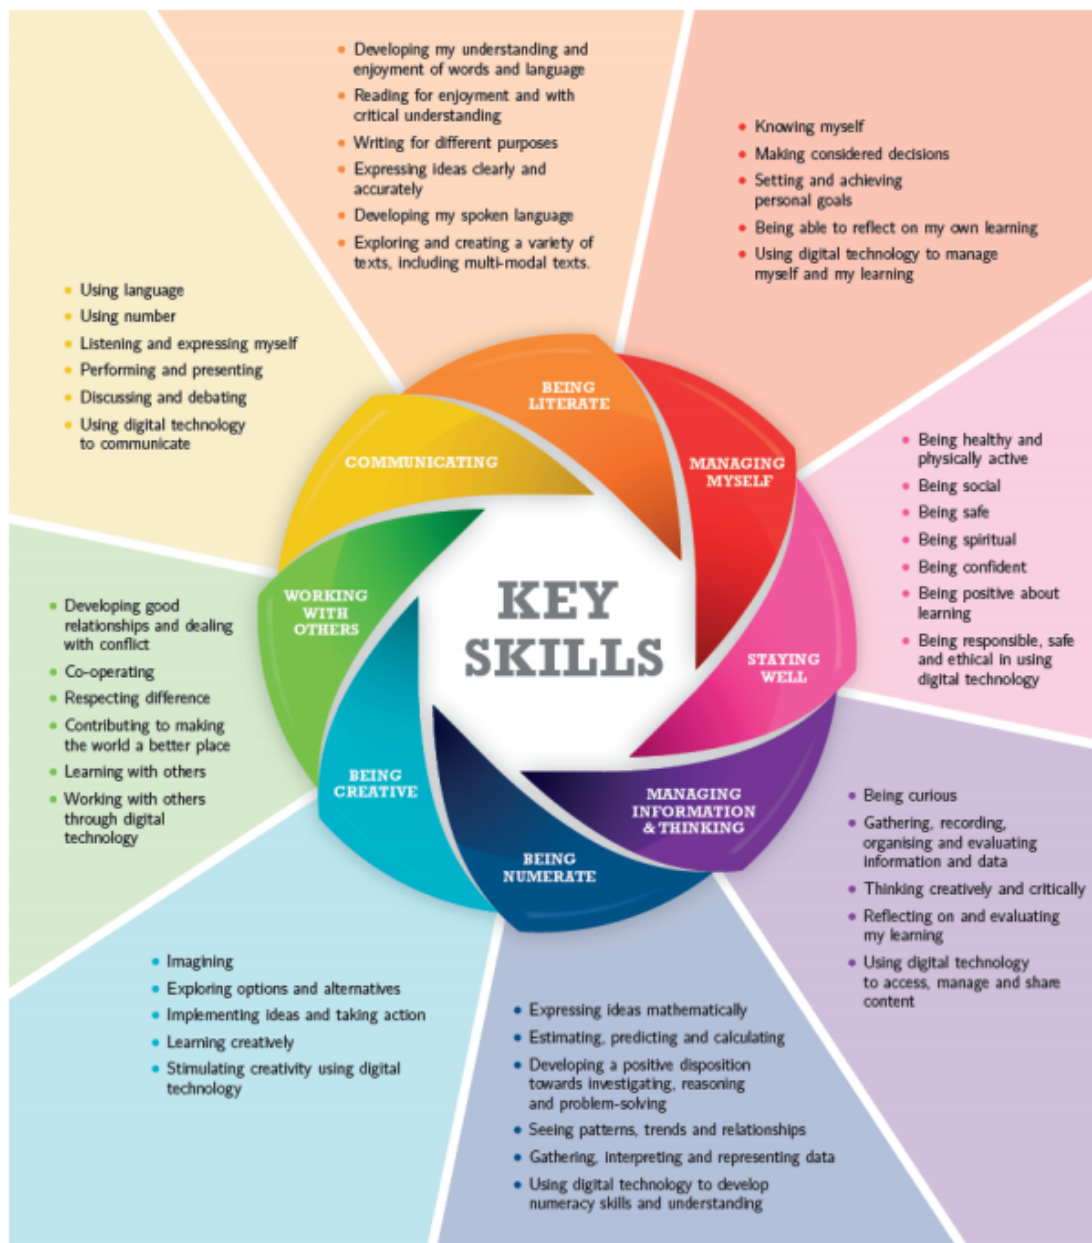 KEY
SKILLS
BEING
LITERATE
• Developing my understanding and
enjoyment of words and language
• Reading for enjoyment and with
critical understanding
• Writing for different purposes
• Expressing ideas clearly and
accurately
• Developing my spoken language
• Exploring and creating a variety of
texts, including multi-modal texts.
MANAGING
MYSELF
• Knowing myself
• Making considered decisions
• Setting and achieving
personal goals
• Being able to reflect on my own learning
• Using digital technology to manage
myself and my learning
STAYING
WELL
• Being healthy and
physically active
• Being social
• Being safe
• Being spiritual
• Being confident
• Being positive about
learning
• Being responsible, safe
and ethical in using
digital technology
MANAGING
INFORMATION
& THINKING
• Being curious
• Gathering, recording,
organising and evaluating
information and data
• Thinking creatively and critically
• Reflecting on and evaluating
my learning
• Using digital technology
to access, manage and share
content
BEING
NUMERATE
• Expressing ideas mathematically
• Estimating, predicting and calculating
• Developing a positive disposition
towards investigating, reasoning
and problem-solving
• Seeing patterns, trends and relationships
• Gathering, interpreting and representing data
• Using digital technology to develop
numeracy skills and understanding
BEING
CREATIVE
• Imagining
• Exploring options and alternatives
• Implementing ideas and taking action
• Learning creatively
• Stimulating creativity using digital
technology
WORKING
WITH
OTHERS
• Developing good
relationships and dealing
with conflict
• Co-operating
• Respecting difference
• Contributing to making
the world a better place
• Learning with others
• Working with others
through digital
technology
COMMUNICATING
• Using language
• Using number
• Listening and expressing myself
• Performing and presenting
• Discussing and debating
• Using digital technology
to communicate